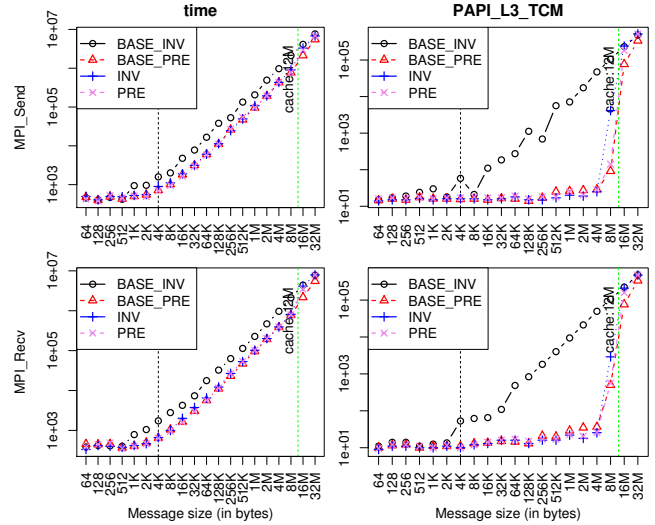 time
PAPI_L3_TCM
MPI_Send
1e+07
1e+05
1e+03
BASE_INV
BASE_PRE
INV
PRE
cache:12M
64
128
256
512
1K
2K
4K
8K
16K
32K
64K
128K
256K
512K
1M
2M
4M
8M
16M
32M
1e+05
1e+03
1e+01
BASE_INV
BASE_PRE
INV
PRE
cache:12M
64
128
256
512
1K
2K
4K
8K
16K
32K
64K
128K
256K
512K
1M
2M
4M
8M
16M
32M
MPI_Recv
1e+07
1e+05
1e+03
BASE_INV
BASE_PRE
INV
PRE
cache:12M
64
128
256
512
1K
2K
4K
8K
16K
32K
64K
128K
256K
512K
1M
2M
4M
8M
16M
32M
Message size (in bytes)
1e+05
1e+03
1e+01
BASE_INV
BASE_PRE
INV
PRE
cache:12M
64
128
256
512
1K
2K
4K
8K
16K
32K
64K
128K
256K
512K
1M
2M
4M
8M
16M
32M
Message size (in bytes)